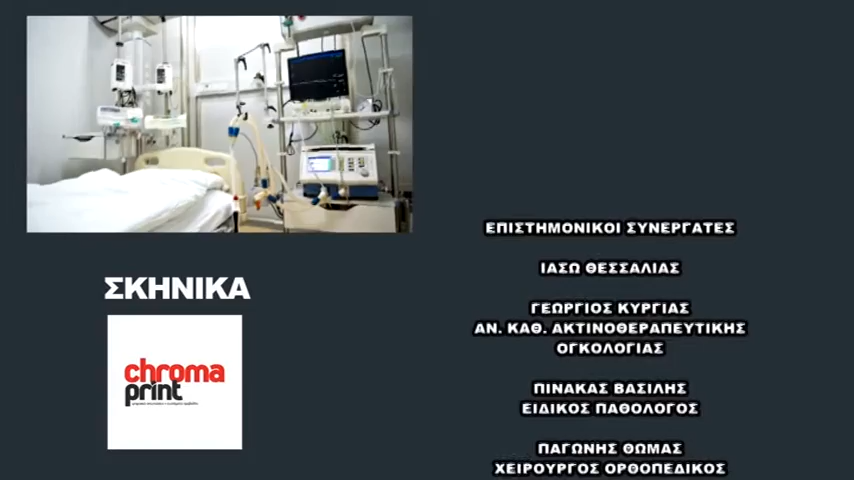 ΣΚΗΝΙΚΑ
chroma
print
ΕΠΙΣΤΗΜΟΝΙΚΟΙ ΣΥΝΕΡΓΑΤΕΣ
ΙΑΣΩ ΘΕΣΣΑΛΙΑΣ
ΓΕΩΡΓΙΟΣ ΚΥΡΓΙΑΣ
ΑΝ. ΚΑΘ. ΑΚΤΙΝΟΘΕΡΑΠΕΥΤΙΚΗΣ
ΟΓΚΟΛΟΓΙΑΣ
ΠΙΝΑΚΑΣ ΒΑΣΙΛΗΣ
ΕΙΔΙΚΟΣ ΠΑΘΟΛΟΓΟΣ
ΠΑΓΩΝΗΣ ΘΩΜΑΣ
ΧΕΙΡΟΥΡΓΟΣ ΟΡΘΟΠΕΔΙΚΟΣ